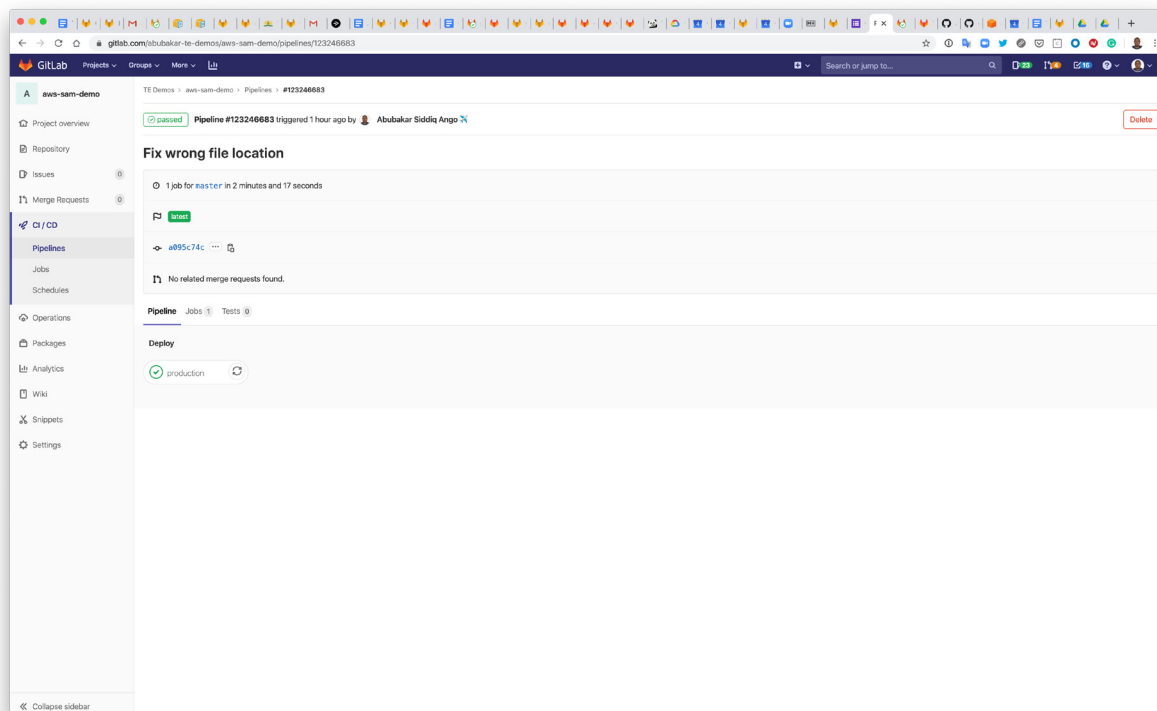 gitlab.com/abubakar-te-demos/aws-sam-demo/pipelines/123246683
GitLab Projects Groups More Search or jump to... 23 4 16
A aws-sam-demo
Project overview
Repository
Issues 0
Merge Requests 0
CI / CD
Pipelines
Jobs
Schedules
Operations
Packages
Analytics
Wiki
Snippets
Settings
Collapse sidebar
TE Demos > aws-sam-demo > Pipelines > #123246683
passed Pipeline #123246683 triggered 1 hour ago by Abubakar Siddiq Ango
Delete
Fix wrong file location
1 job for master in 2 minutes and 17 seconds
latest
a095c74c
No related merge requests found.
Pipeline Jobs 1 Tests 0
Deploy
production